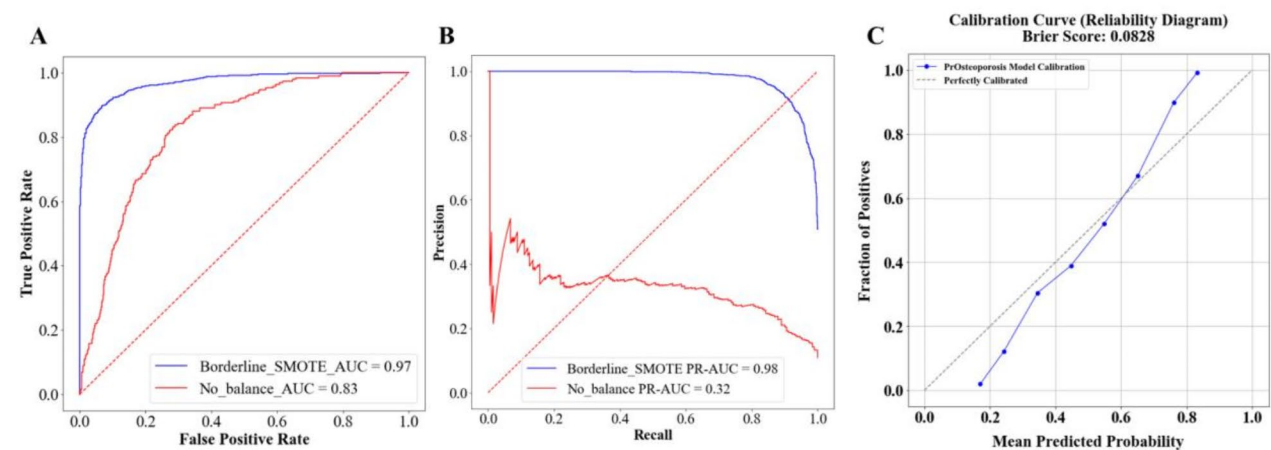 A
True Positive Rate
1.0
0.8
0.6
0.4
0.2
0.0
Borderline_SMOTE_AUC = 0.97
No_balance_AUC = 0.83
0.0 0.2 0.4 0.6 0.8 1.0
False Positive Rate
B
Precision
1.0
0.8
0.6
0.4
0.2
0.0
Borderline_SMOTE PR-AUC = 0.98
No_balance PR-AUC = 0.32
0.0 0.2 0.4 0.6 0.8 1.0
Recall
C
Calibration Curve (Reliability Diagram)
Brier Score: 0.0828
PrOsteoporosis Model Calibration
Perfectly Calibrated
Fraction of Positives
1.0
0.8
0.6
0.4
0.2
0.0
0.0 0.2 0.4 0.6 0.8 1.0
Mean Predicted Probability